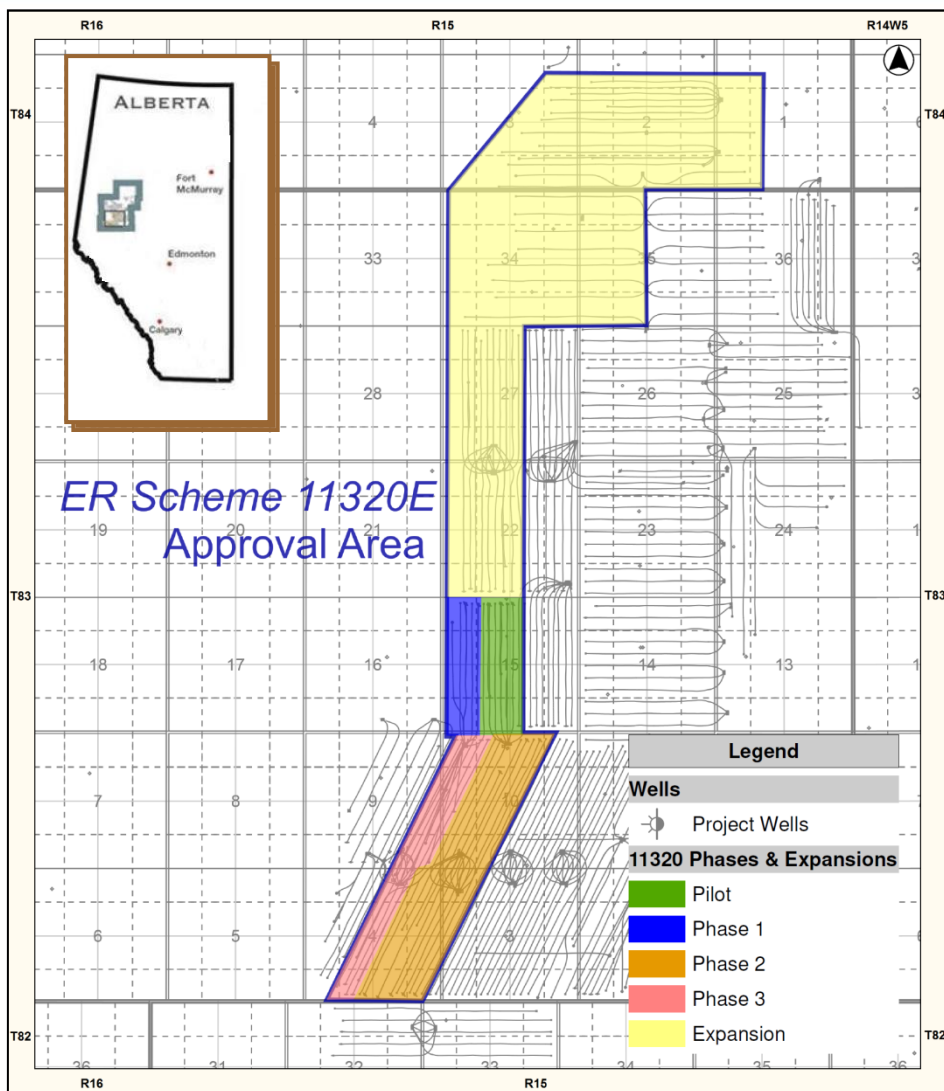 R16 R15 R14W5
ALBERTA
Fort
McMurray
Edmonton
Calgary
T84 4 3 2 1 6 T84
33 34 35 36
28 27 26 25
ER Scheme 11320E
Approval Area
19 20 21 22 23 24
T83 T83
18 17 16 15 14 13
7 8 9 10
6 5 4 3
T82 T82
32 33 34 35 36
R16 R15
Legend
Wells
Project Wells
11320 Phases & Expansions
Pilot
Phase 1
Phase 2
Phase 3
Expansion